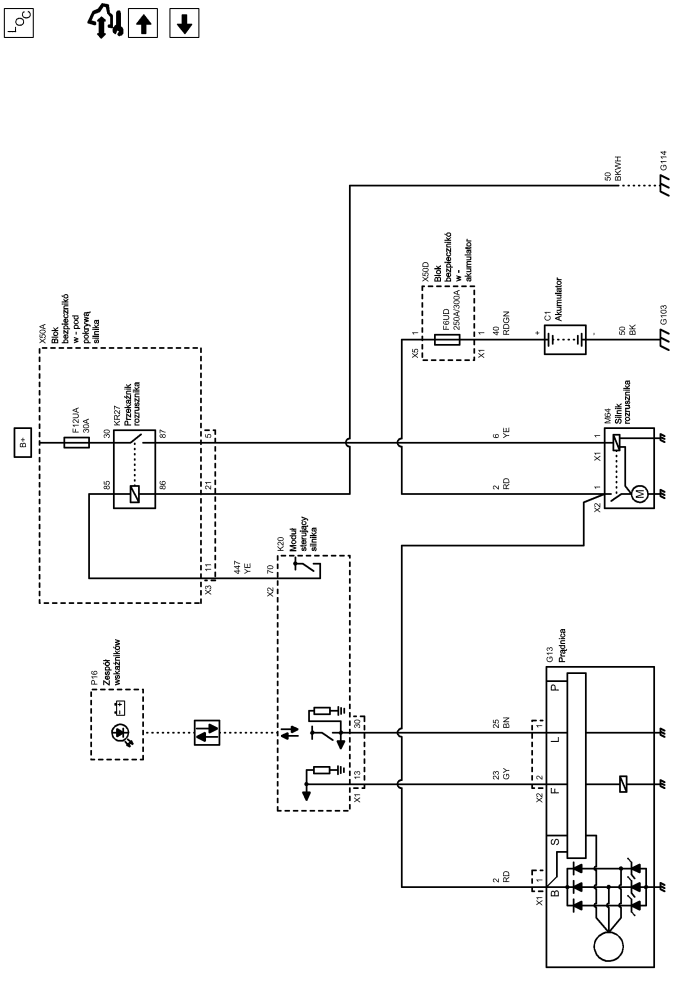 LOC
G114
50
BKWH
X50D
Blok
bezpiecznikó
w -
akumulator
X5
1
F6UD
250A/300A
X1
1
40
RDGN
C1
Akumulator
+
-
50
BK
G103
X50A
Blok
bezpiecznikó
w - pod
pokrywą
silnika
B+
F12UA
30A
30
KR27
Przekaźnik
rozrusznika
87
5
6
YE
M64
Silnik
rozrusznika
X1
1
M
85
86
21
2
RD
X2
1
X3
11
447
YE
X2
70
K20
Moduł
sterujący
silnika
P16
Zespół
wskaźników
- +
30
X1
13
25
BN
23
GY
G13
Prądnica
P
1
L
X2
2
F
S
2
RD
X1
1
B